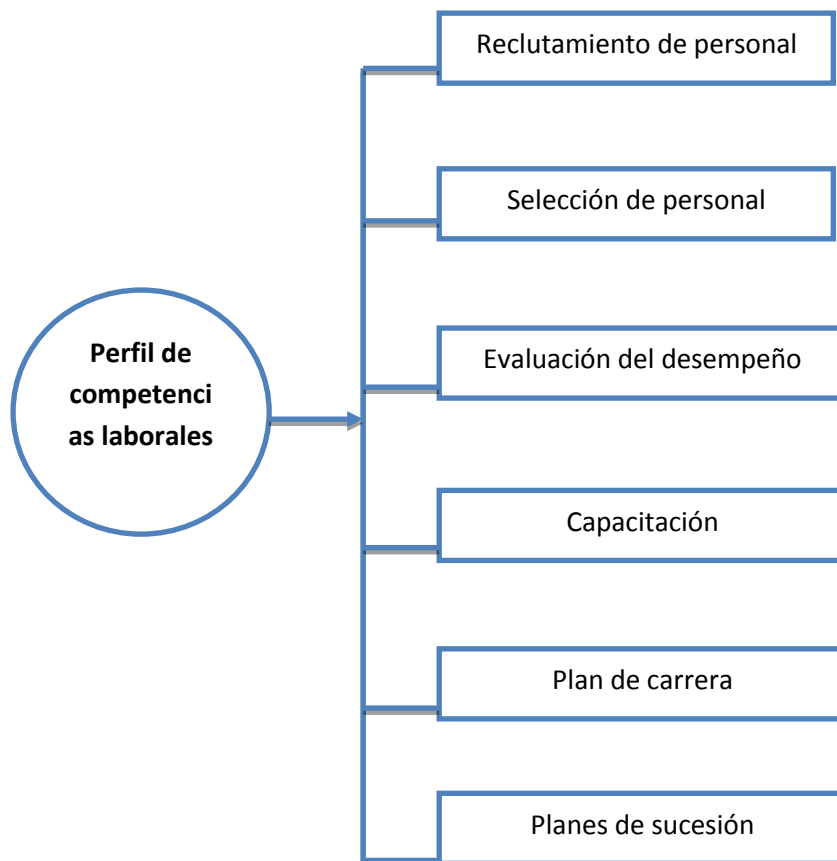 Reclutamiento de personal
Selección de personal
Perfil de
competenci
as laborales
Evaluación del desempeño
Capacitación
Plan de carrera
Planes de sucesión